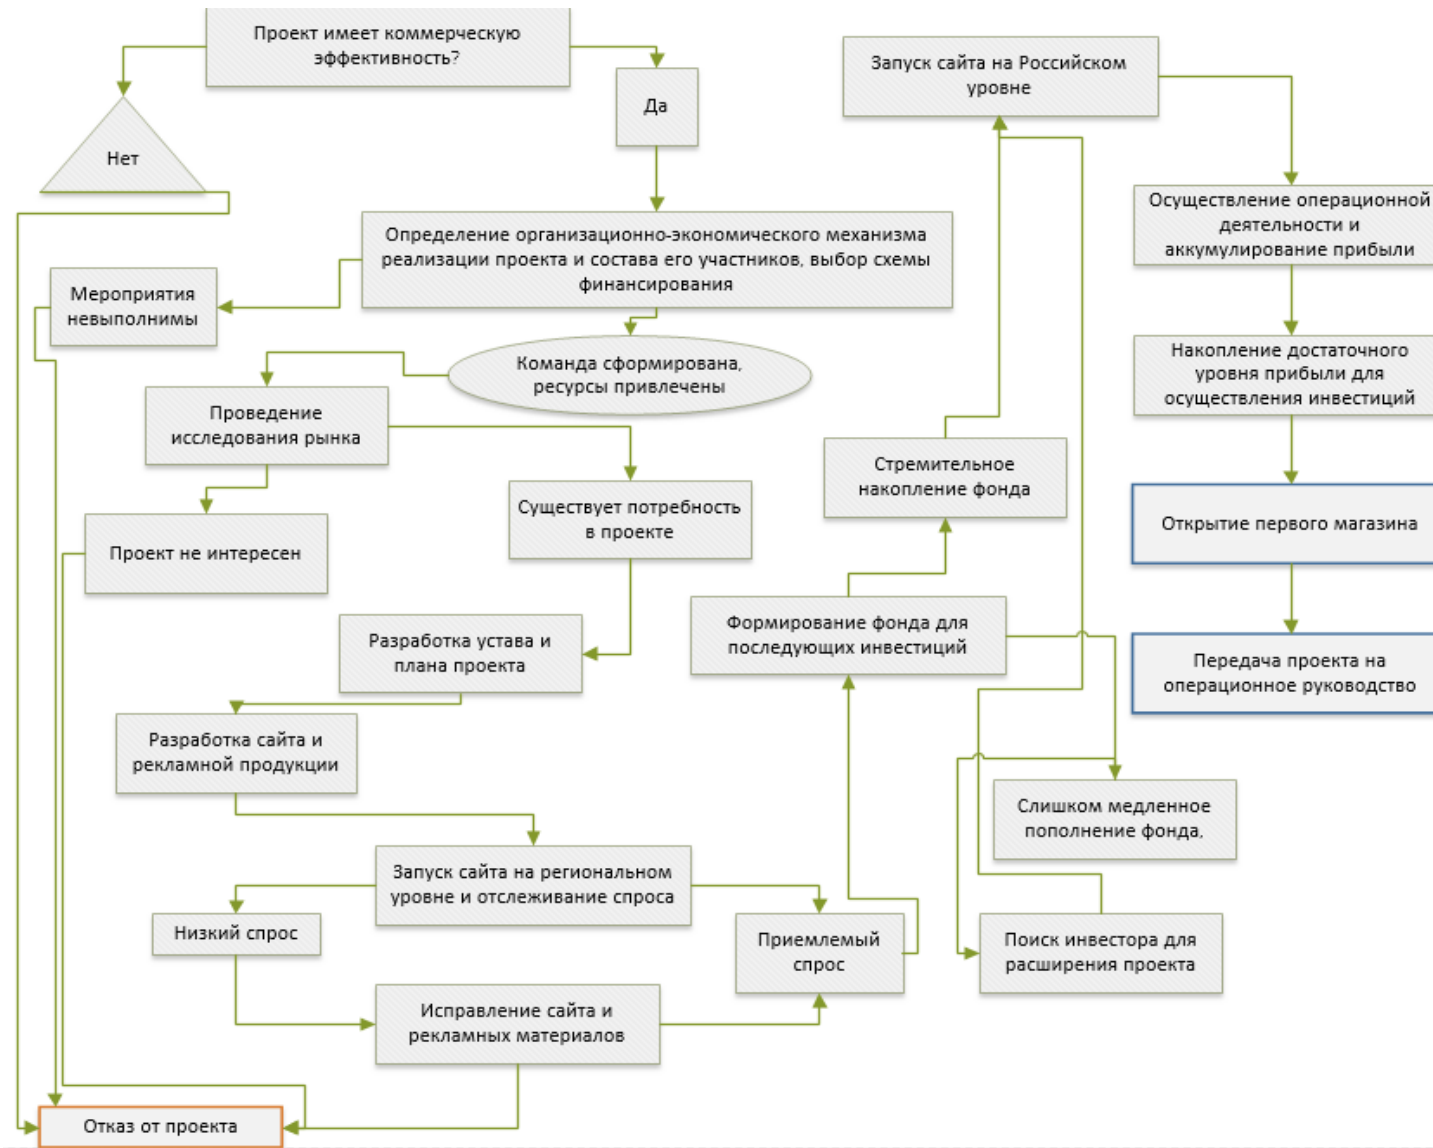 Проект имеет коммерческую
эффективность?
Да
Нет
Определение организационно-экономического механизма
реализации проекта и состава его участников, выбор схемы
финансирования
Мероприятия
невыполнимы
Команда сформирована,
ресурсы привлечены
Проведение
исследования рынка
Проект не интересен
Существует потребность
в проекте
Разработка устава и
плана проекта
Разработка сайта и
рекламной продукции
Запуск сайта на региональном
уровне и отслеживание спроса
Низкий спрос
Приемлемый
спрос
Исправление сайта и
рекламных материалов
Отказ от проекта
Формирование фонда для
последующих инвестиций
Стремительное
накопление фонда
Слишком медленное
пополнение фонда,
Поиск инвестора для
расширения проекта
Запуск сайта на Российском
уровне
Осуществление операционной
деятельности и
аккумулирование прибыли
Накопление достаточного
уровня прибыли для
осуществления инвестиций
Открытие первого магазина
Передача проекта на
операционное руководство